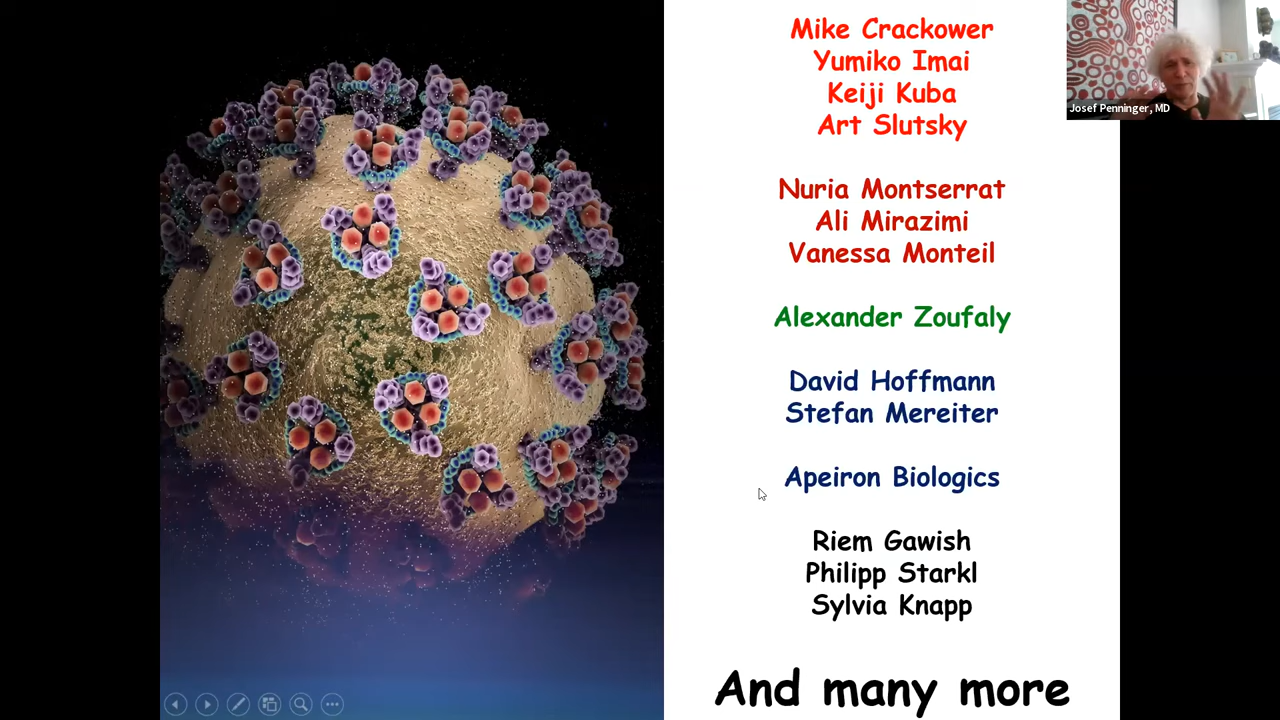 Mike Crackower
Yumiko Imai
Keiji Kuba
Art Slutsky
Nuria Montserrat
Ali Mirazimi
Vanessa Monteil
Alexander Zoufaly
David Hoffmann
Stefan Mereiter
Apeiron Biologics
Riem Gawish
Philipp Starkl
Sylvia Knapp
And many more
Josef Penninger, MD